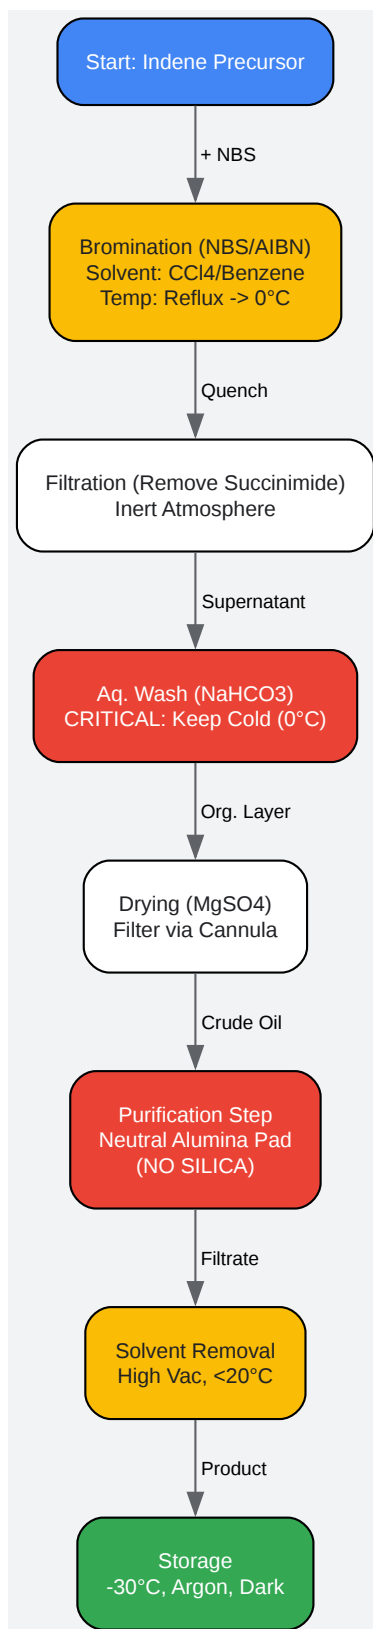 Start: Indene Precursor
+ NBS
Bromination (NBS/AIBN)
Solvent: CCl4/Benzene
Temp: Reflux -> 0°C
Quench
Filtration (Remove Succinimide)
Inert Atmosphere
Supernatant
Aq. Wash (NaHCO3)
CRITICAL: Keep Cold (0°C)
Org. Layer
Drying (MgSO4)
Filter via Cannula
Crude Oil
Purification Step
Neutral Alumina Pad
(NO SILICA)
Filtrate
Solvent Removal
High Vac, <20°C
Product
Storage
-30°C, Argon, Dark